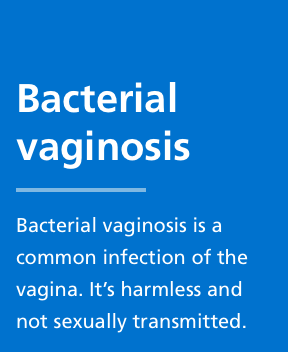 Bacterial
vaginosis
Bacterial vaginosis is a
common infection of the
vagina. It’s harmless and
not sexually transmitted.